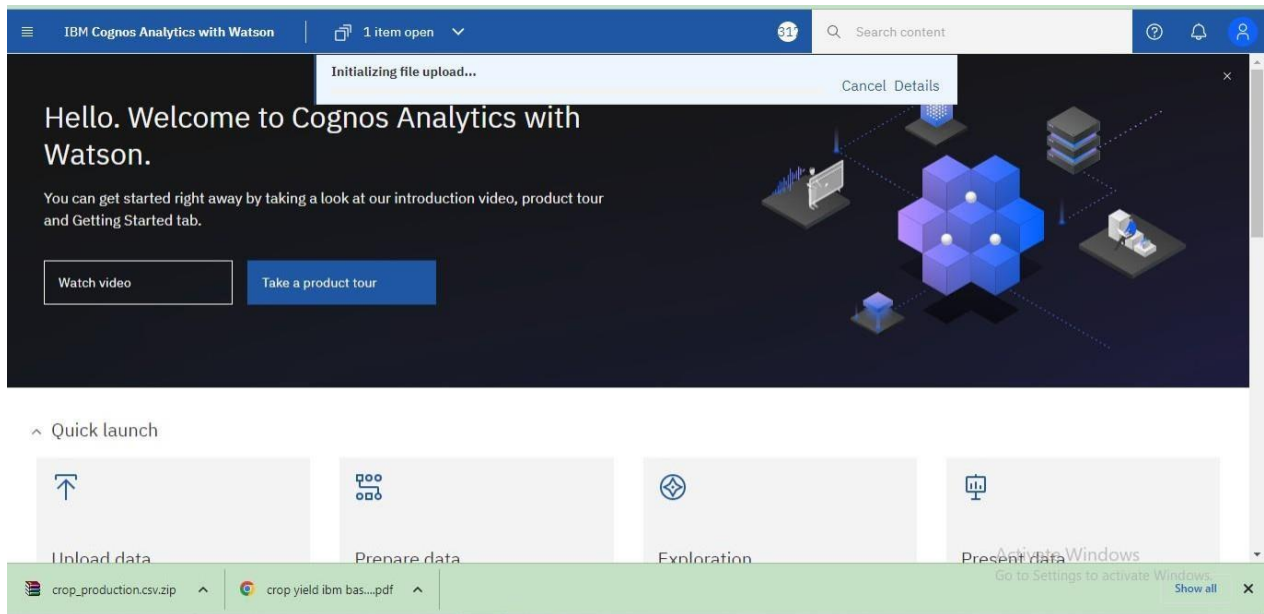 IBM Cognos Analytics with Watson
1 item open
Search content
Initializing file upload...
Cancel Details
Hello. Welcome to Cognos Analytics with
Watson.
You can get started right away by taking a look at our introduction video, product tour
and Getting Started tab.
Watch video
Take a product tour
Quick launch
Upload data
Prepare data
Exploration
Present data
Activate Windows
Go to Settings to activate Windows.
crop_production.csv.zip
crop yield ibm bas....pdf
Show all